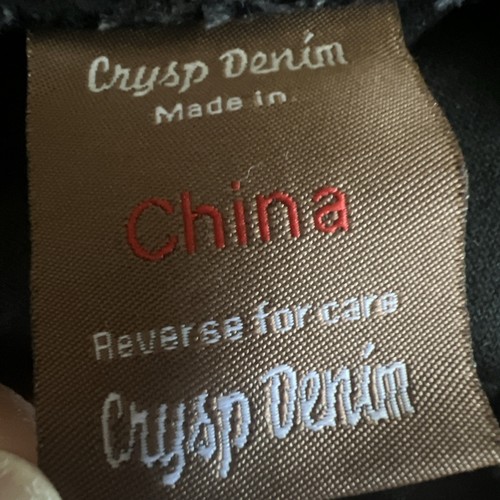 Crysp Denim
Made in
China
Reverse for care
Crysp Denim